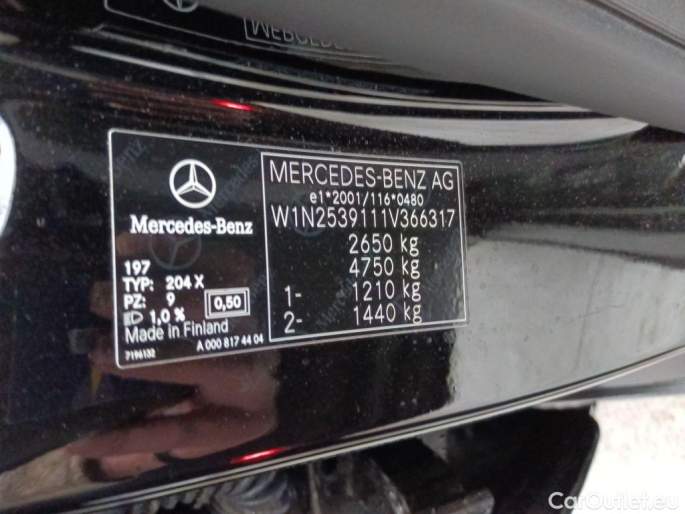 Mercedes-Benz
197
TYP: 204 X
PZ: 9
1,0 %
0,50
Made in Finland
7196132
A 000 817 44 04
MERCEDES-BENZ AG
e1*2001/116*0480
W1N2539111V366317
2650 kg
4750 kg
1- 1210 kg
2- 1440 kg
CarOutlet.eu